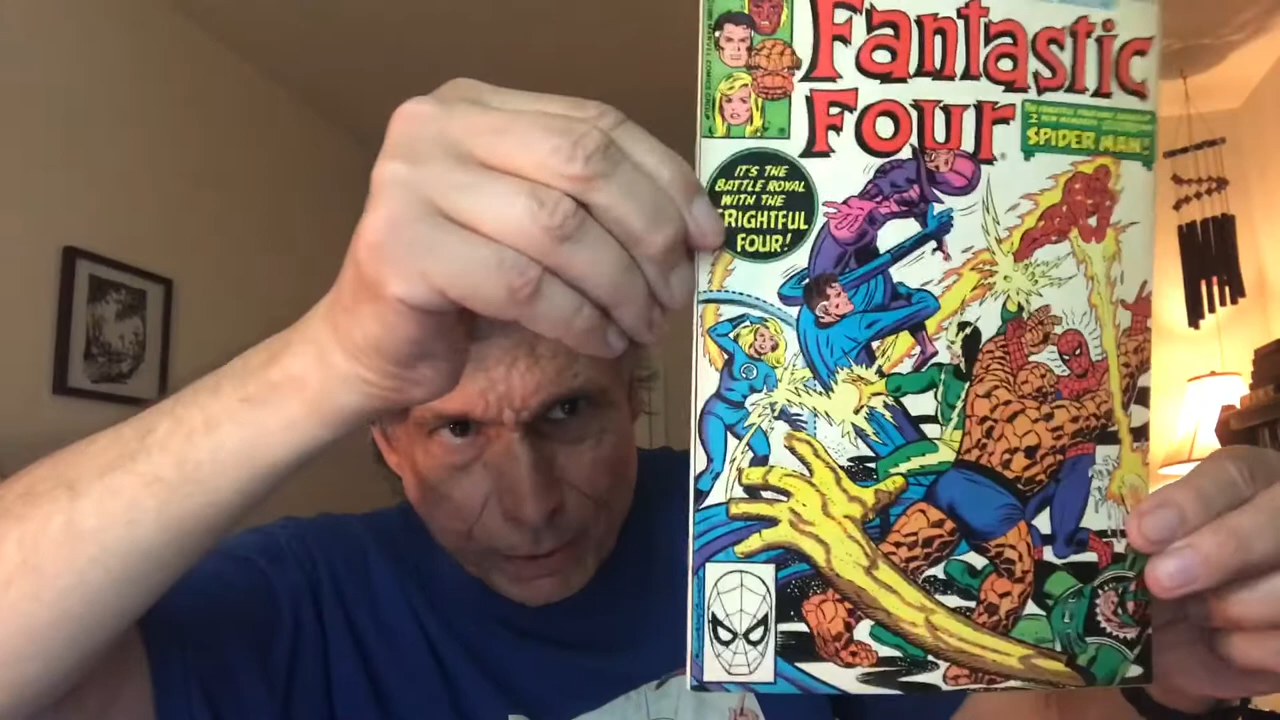 Fantastic
Four
SPIDER MAN!
IT'S THE
BATTLE ROYAL
WITH THE
FRIGHTFUL
FOUR!